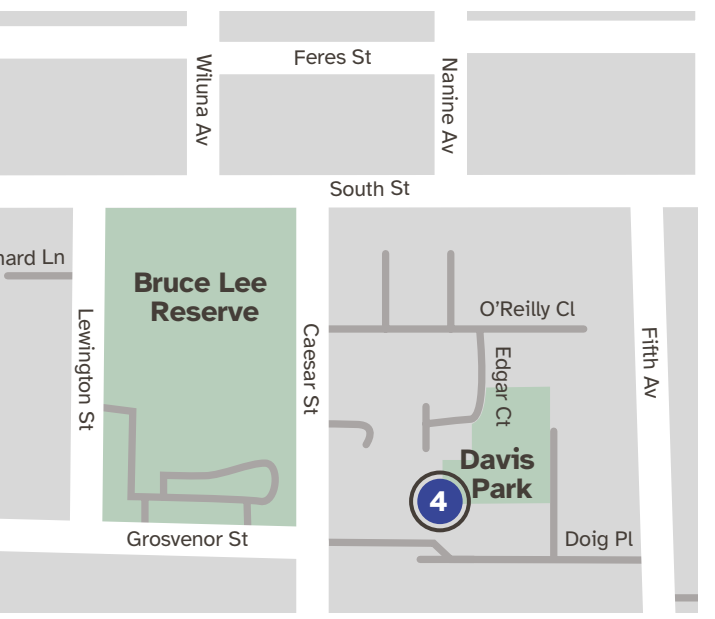 Feres St
Wiluna Av
Nanine Av
South St
nard Ln
Bruce Lee
Reserve
O’Reilly Cl
Lewington St
Caesar St
Edgar Ct
Fifth Av
Davis
Park
4
Grosvenor St
Doig Pl